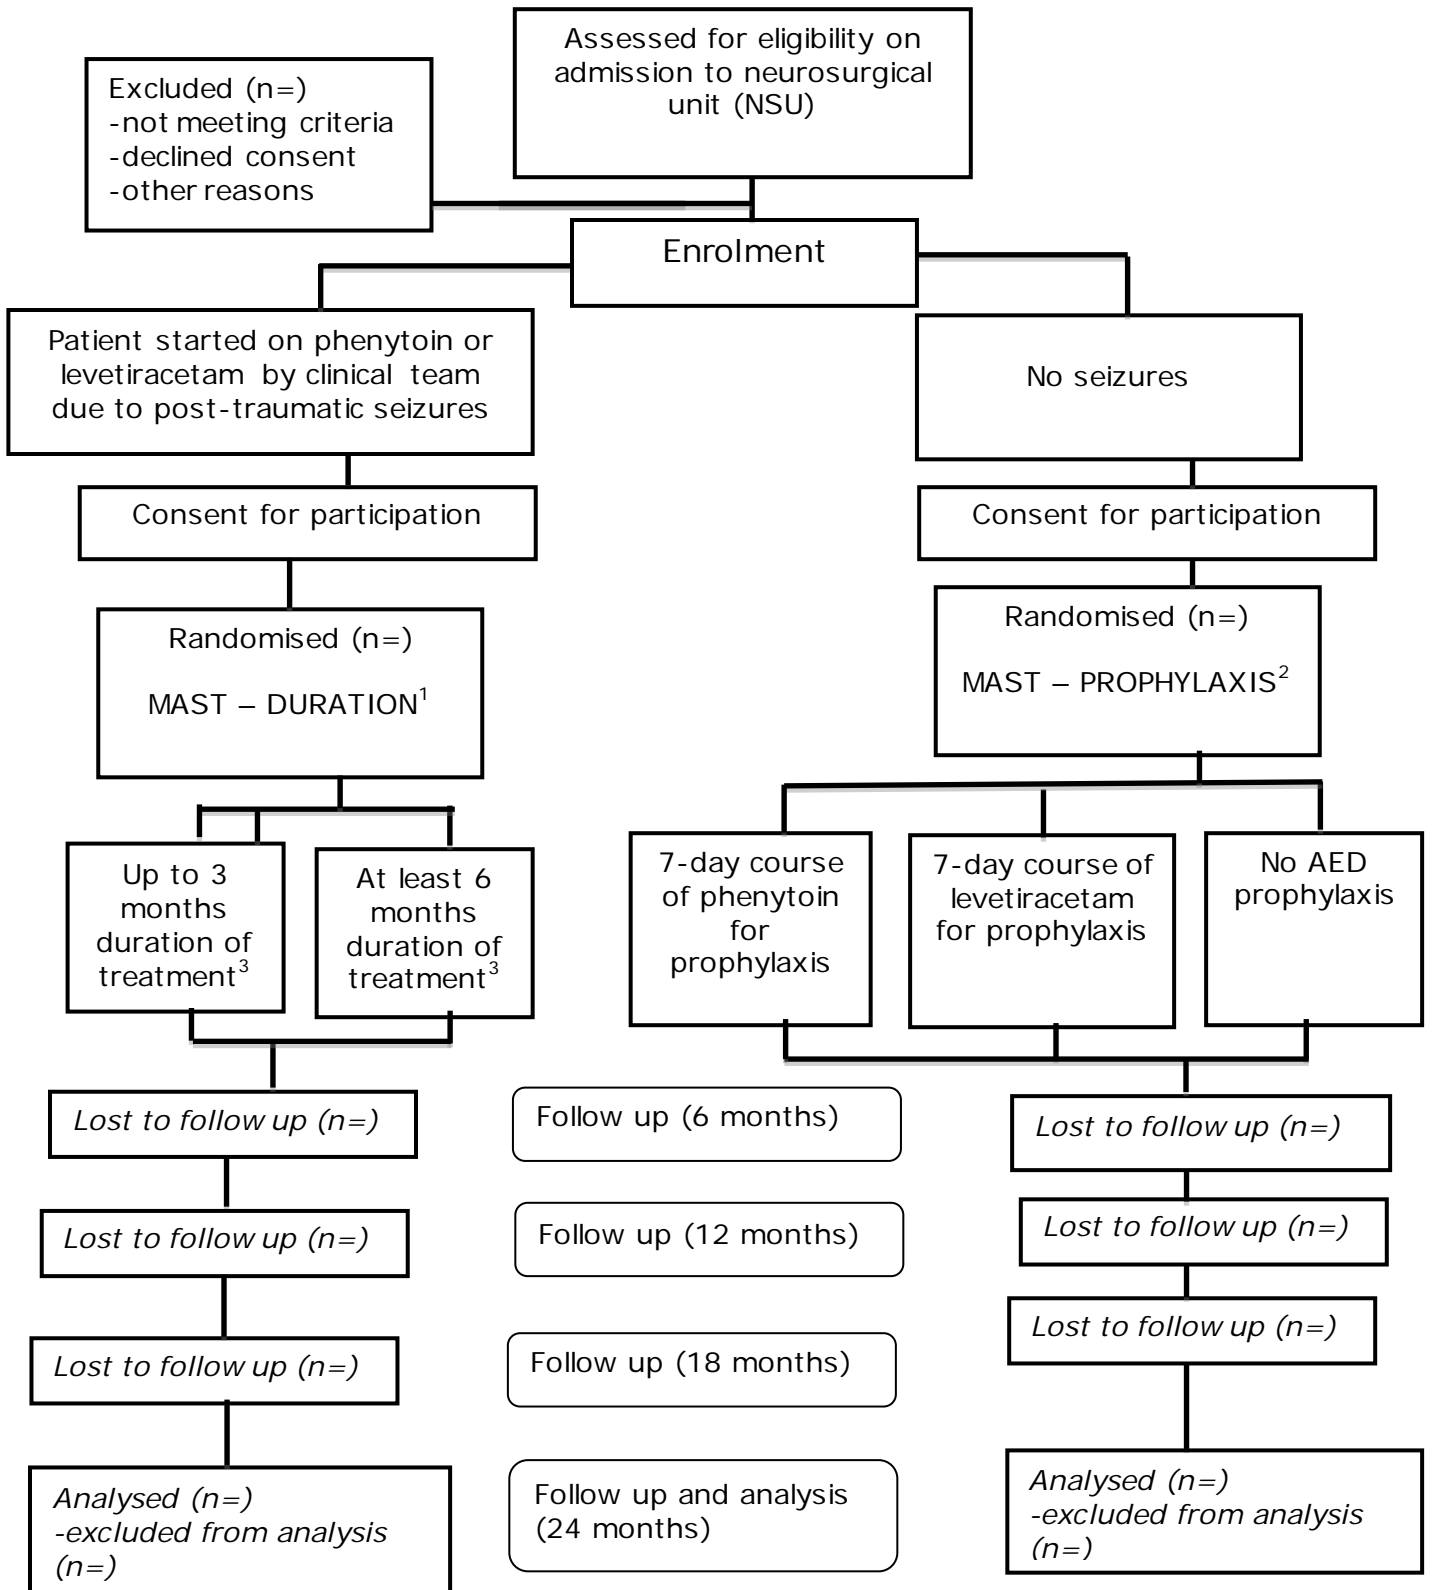 Assessed for eligibility on
admission to neurosurgical
unit (NSU)
Excluded (n=)
-not meeting criteria
-declined consent
-other reasons
Enrolment
Patient started on phenytoin or
levetiracetam by clinical team
due to post-traumatic seizures
No seizures
Consent for participation
Consent for participation
Randomised (n=)
MAST – DURATION¹
Randomised (n=)
MAST – PROPHYLAXIS²
Up to 3
months
duration of
treatment³
At least 6
months
duration of
treatment³
7-day course
of phenytoin
for
prophylaxis
7-day course of
levetiracetam
for prophylaxis
No AED
prophylaxis
Lost to follow up (n=)
Follow up (6 months)
Lost to follow up (n=)
Lost to follow up (n=)
Follow up (12 months)
Lost to follow up (n=)
Lost to follow up (n=)
Follow up (18 months)
Lost to follow up (n=)
Analysed (n=)
-excluded from analysis
(n=)
Follow up and analysis
(24 months)
Analysed (n=)
-excluded from analysis
(n=)